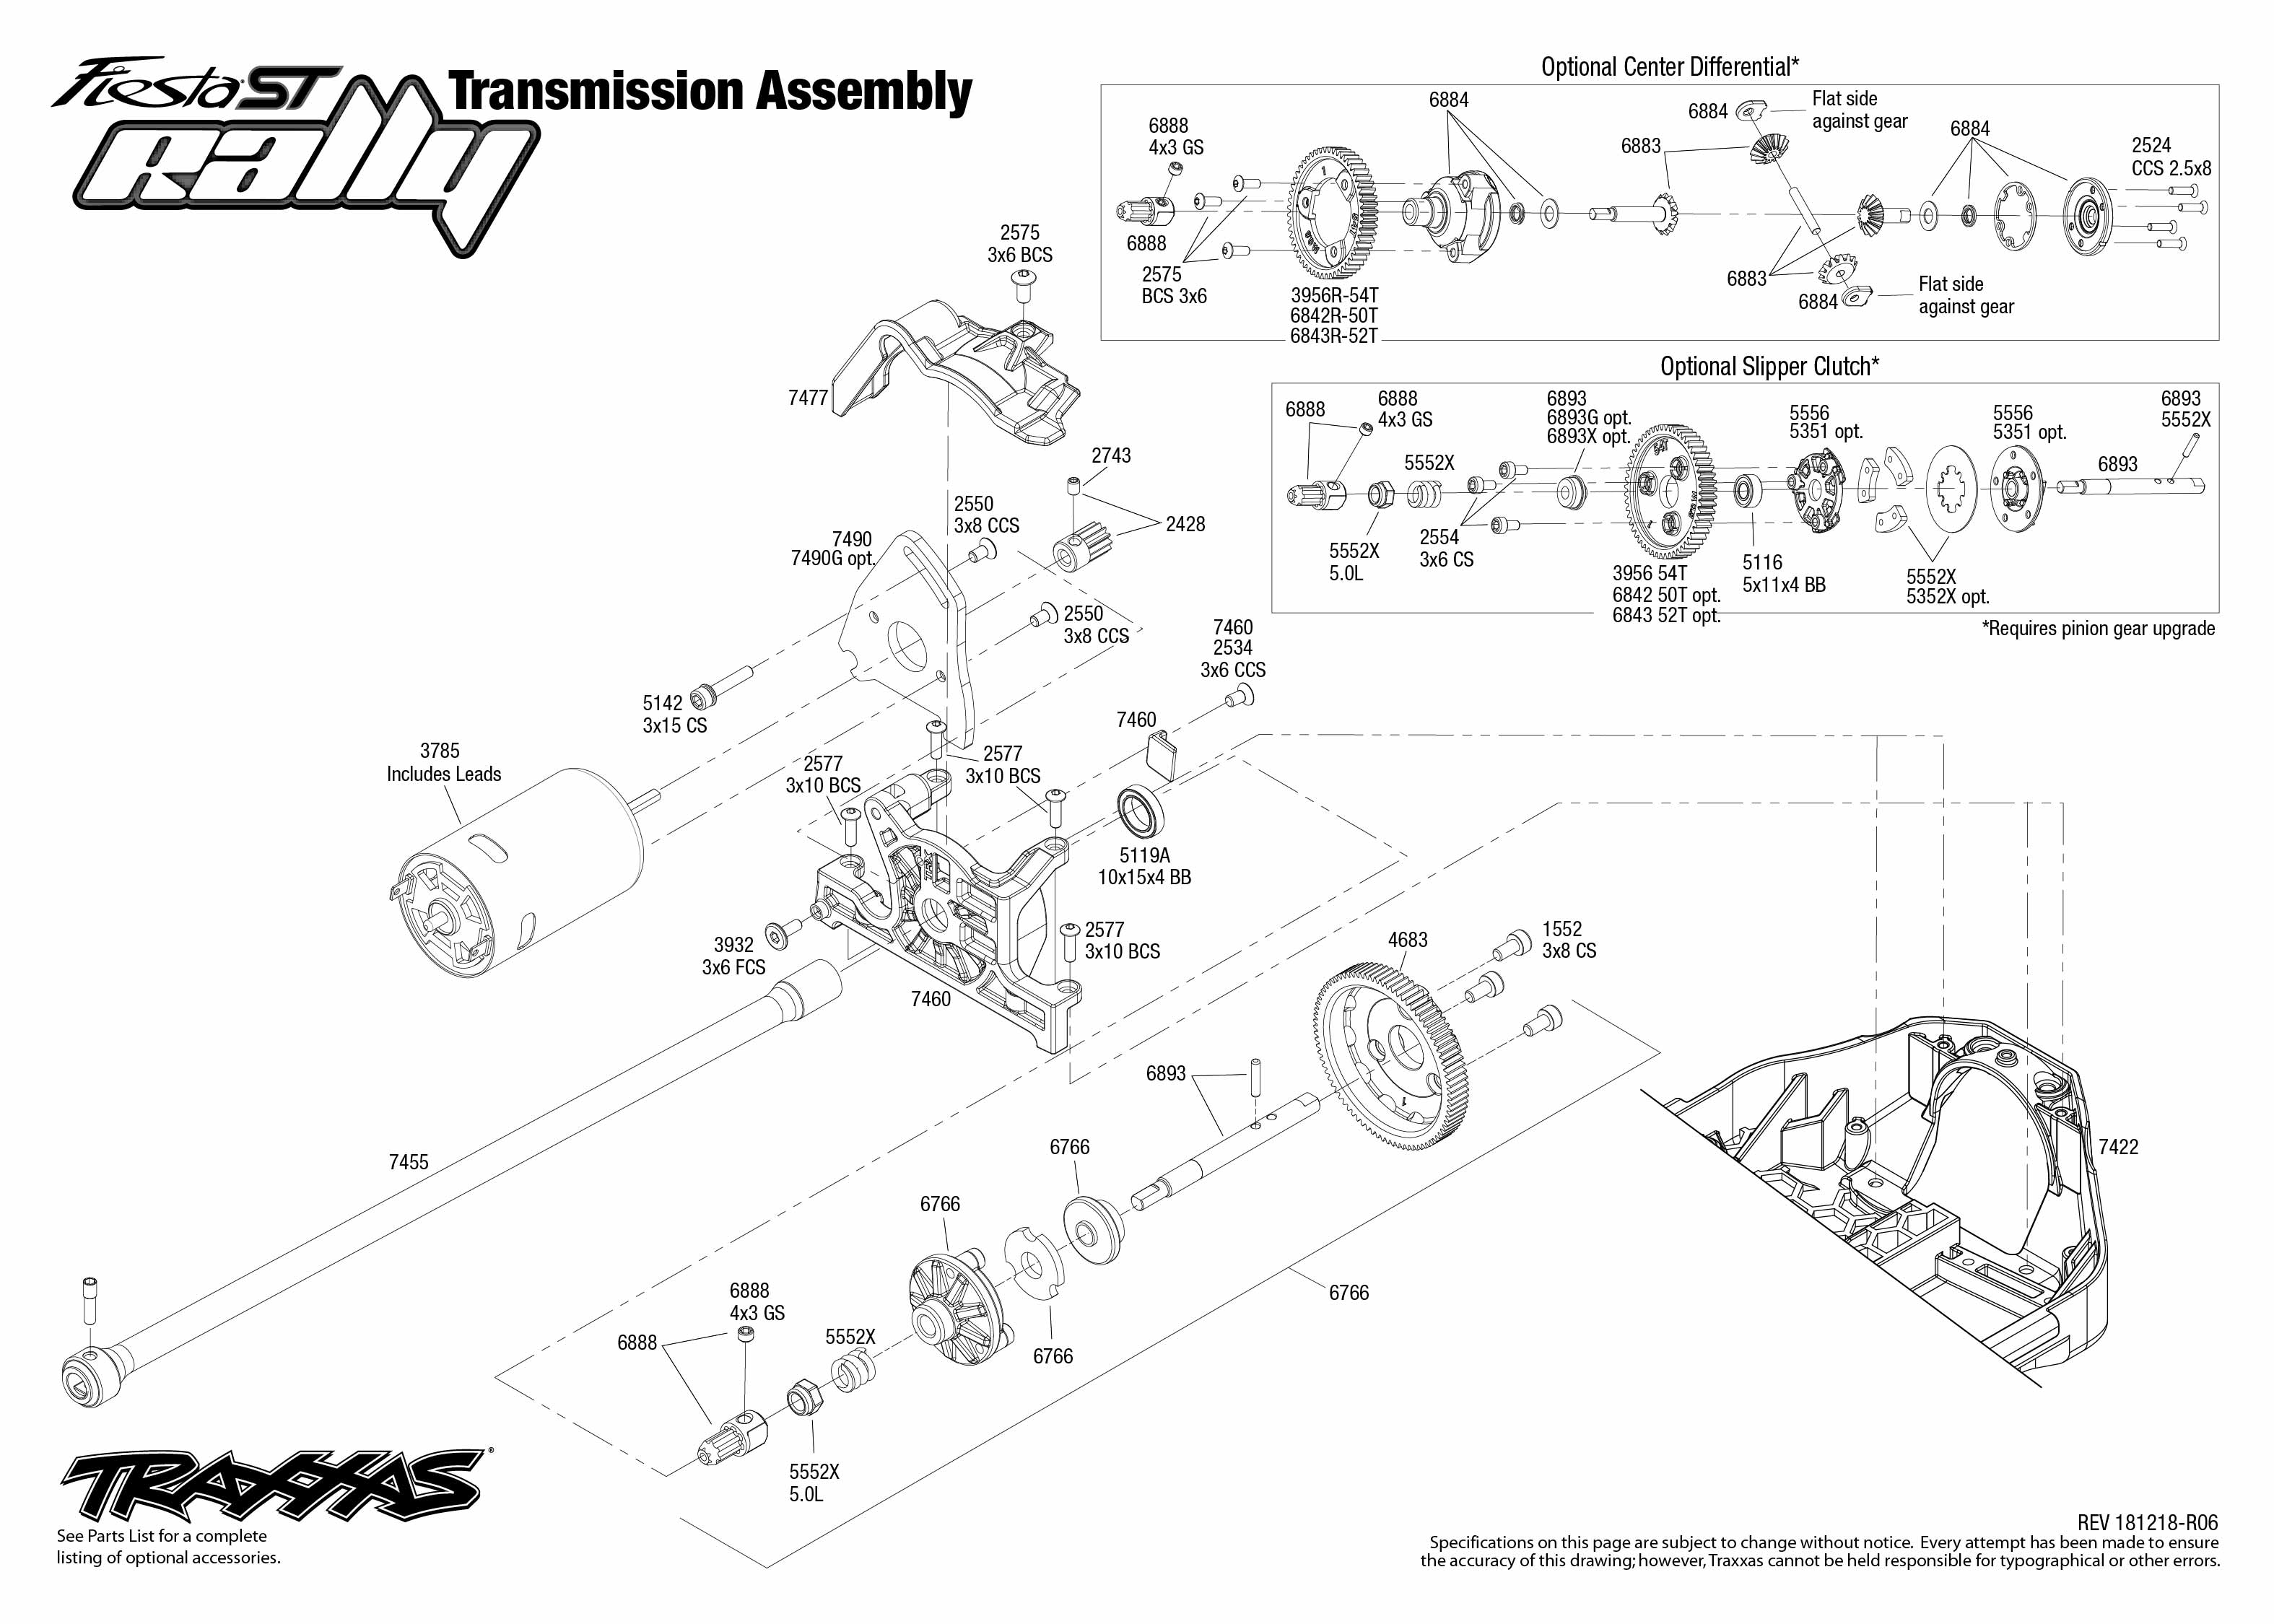 Fiesta ST
Rally
Transmission Assembly
Optional Center Differential*
6888
4x3 GS
6888
2575
BCS 3x6
3956R-54T
6842R-50T
6843R-52T
6884
6883
6884
Flat side
against gear
6883
6884
Flat side
against gear
6884
2524
CCS 2.5x8
Optional Slipper Clutch*
6888
6888
4x3 GS
5552X
5552X
5.0L
2554
3x6 CS
6893
6893G opt.
6893X opt.
3956 54T
6842 50T opt.
6843 52T opt.
5116
5x11x4 BB
5556
5351 opt.
5552X
5352X opt.
5556
5351 opt.
6893
5552X
6893
*Requires pinion gear upgrade
2575
3x6 BCS
7477
2743
2428
2550
3x8 CCS
7490
7490G opt.
2550
3x8 CCS
7460
2534
3x6 CCS
5142
3x15 CS
7460
3785
Includes Leads
2577
3x10 BCS
2577
3x10 BCS
5119A
10x15x4 BB
3932
3x6 FCS
2577
3x10 BCS
7460
4683
1552
3x8 CS
6893
7455
6766
6766
7422
6766
6766
6888
4x3 GS
6888
5552X
5552X
5.0L
TRAXXAS®
See Parts List for a complete
listing of optional accessories.
REV 181218-R06
Specifications on this page are subject to change without notice. Every attempt has been made to ensure
the accuracy of this drawing; however, Traxxas cannot be held responsible for typographical or other errors.